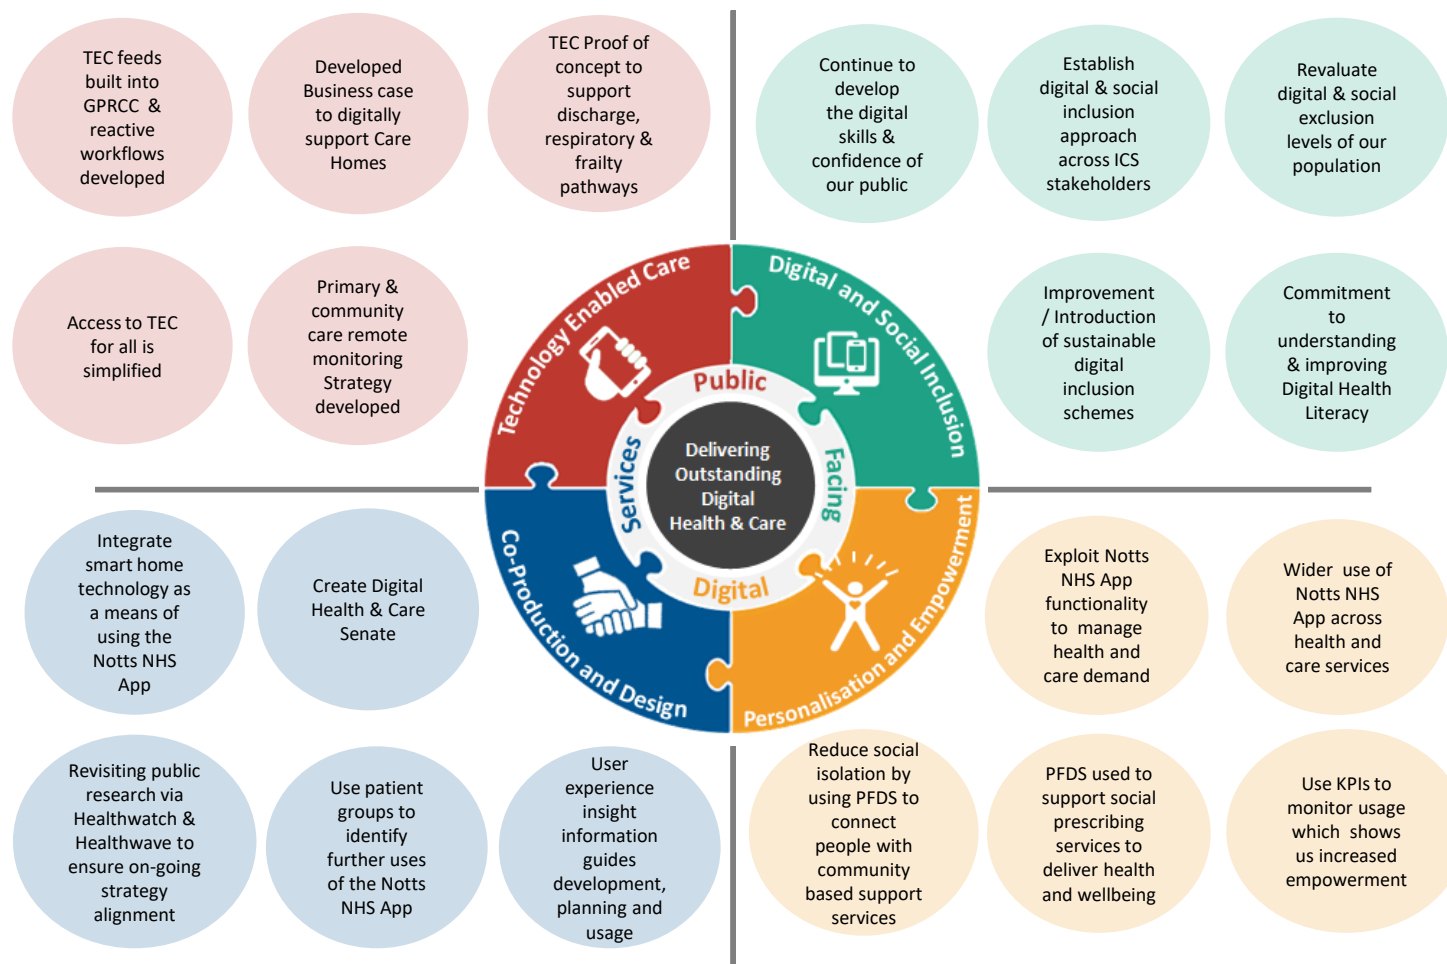 TEC feeds
built into
GPRCC &
reactive
workflows
developed
Developed
Business case
to digitally
support Care
Homes
TEC Proof of
concept to
support
discharge,
respiratory &
frailty
pathways
Access to TEC
for all is
simplified
Primary &
community
care remote
monitoring
Strategy
developed
Continue to
develop
the digital
skills &
confidence of
our public
Establish
digital & social
inclusion
approach
across ICS
stakeholders
Revaluate
digital & social
exclusion
levels of our
population
Improvement
/ Introduction
of sustainable
digital
inclusion
schemes
Commitment
to
understanding
& improving
Digital Health
Literacy
Technology Enabled Care
Digital and Social Inclusion
Public
Facing
Digital
Services
Delivering
Outstanding
Digital
Health & Care
Co-Production and Design
Personalisation and Empowerment
Integrate
smart home
technology as
a means of
using the
Notts NHS
App
Create Digital
Health & Care
Senate
Revisiting public
research via
Healthwatch &
Healthwave to
ensure on-going
strategy
alignment
Use patient
groups to
identify
further uses
of the Notts
NHS App
User
experience
insight
information
guides
development,
planning and
usage
Exploit Notts
NHS App
functionality
to manage
health and
care demand
Wider use of
Notts NHS
App across
health and
care services
Reduce social
isolation by
using PFDS to
connect
people with
community
based support
services
PFDS used to
support social
prescribing
services to
deliver health
and wellbeing
Use KPIs to
monitor usage
which shows
us increased
empowerment